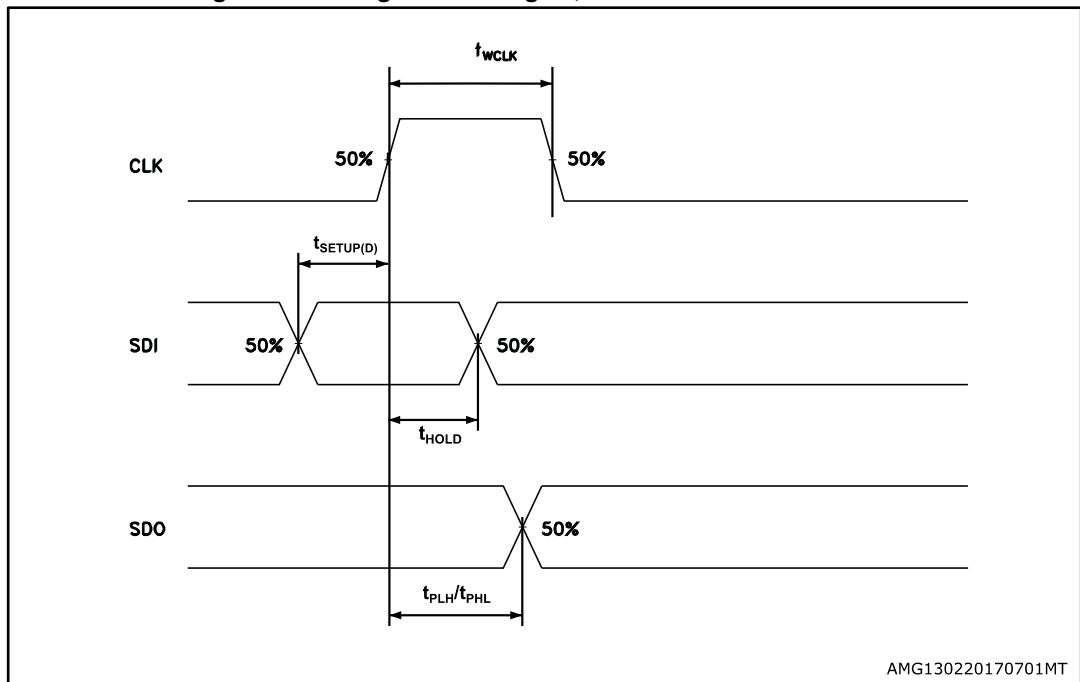 tWCLK
50%
50%
CLK
tSETUP(D)
SDI
50%
50%
tHOLD
SDO
50%
tPLH/tPHL
AMG130220170701MT